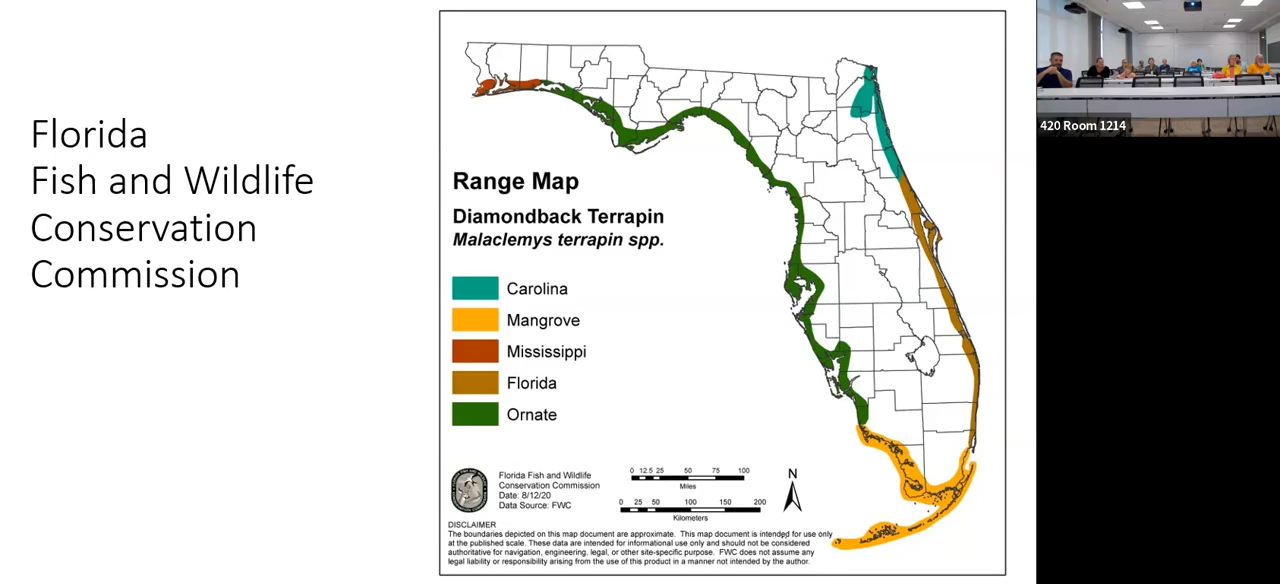 Florida
Fish and Wildlife
Conservation
Commission
Range Map
Diamondback Terrapin
Malaclemys terrapin spp.
Carolina
Mangrove
Mississippi
Florida
Ornate
Florida Fish and Wildlife
Conservation Commission
Date: 8/12/20
Data Source: FWC
0 12.5 25 50 75 100
Miles
0 25 50 100 150 200
Kilometers
N
DISCLAIMER
The boundaries depicted on this map document are approximate. This map document is intended for use only
at the published scale. These data are intended for informational use only and should not be considered
authoritative for navigation, engineering, legal, or other site-specific purpose. FWC does not assume any
legal liability or responsibility arising from the use of this product in a manner not intended by the author.
420 Room 1214